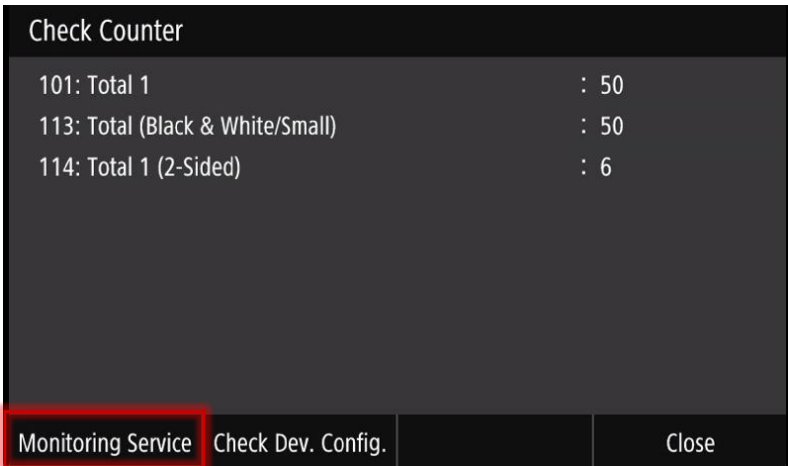 Check Counter
101: Total 1 : 50
113: Total (Black & White/Small) : 50
114: Total 1 (2-Sided) : 6
Monitoring Service Check Dev. Config. Close